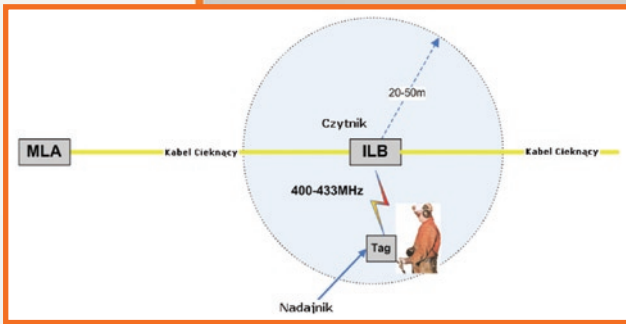 20-50m
Czytnik
MLA
Kabel Cieknący
ILB
Kabel Cieknący
400-433MHz
Tag
Nadajnik